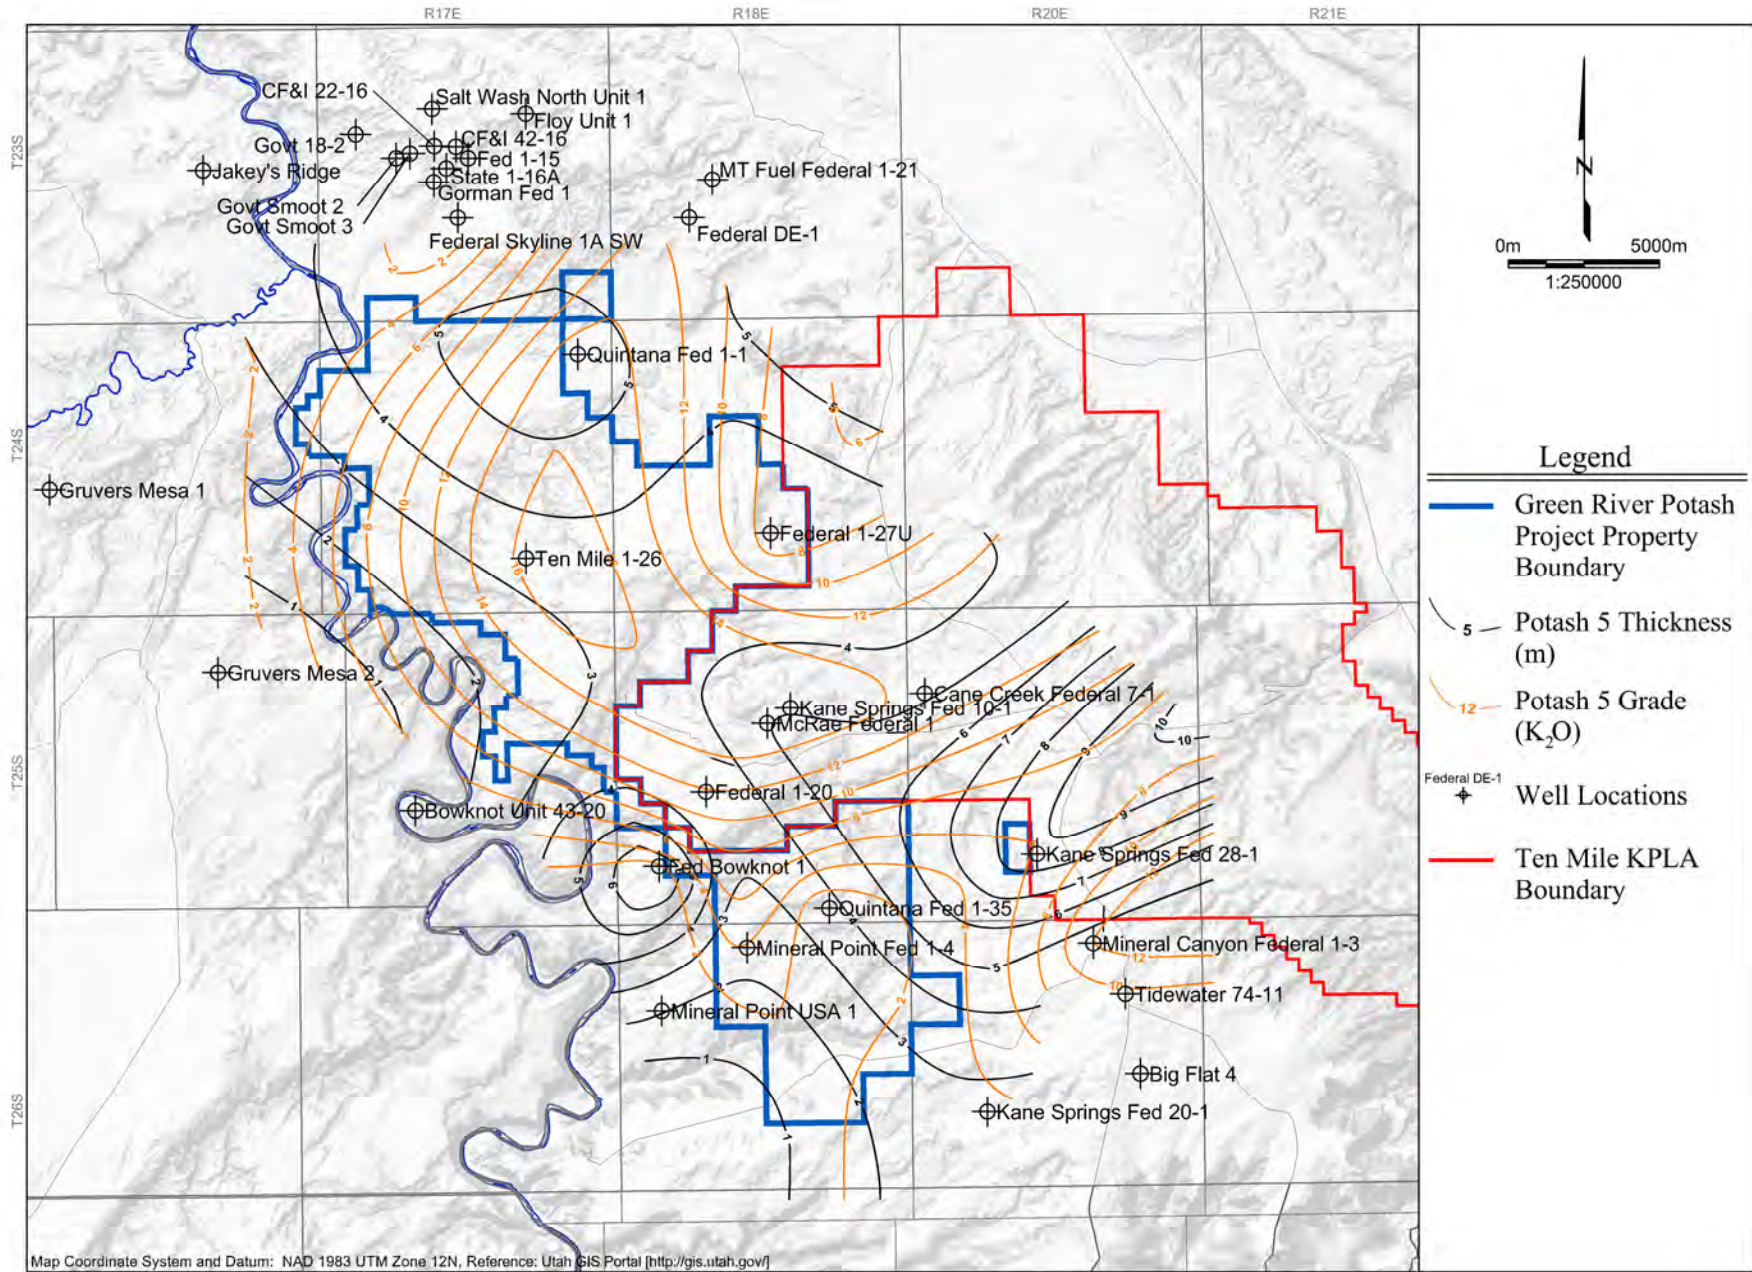 R17E
R18E
R20E
R21E
T23S
T24S
T25S
T26S
CF&I 22-16
Salt Wash North Unit 1
Floy Unit 1
Govt 18-2
CF&I 42-16
Jakey's Ridge
Fed 1-15
State 1-16A
Gorman Fed 1
MT Fuel Federal 1-21
Govt Smoot 2
Govt Smoot 3
Federal Skyline 1A SW
Federal DE-1
Quintana Fed 1-1
Gruvers Mesa 1
Federal 1-27U
Ten Mile 1-26
Gruvers Mesa 2
Cane Creek Federal 7-1
Kane Springs Fed 10-1
McRae Federal 1
Federal 1-20
Bowknot Unit 43-20
Kane Springs Fed 28-1
Fed Bowknot 1
Quintana Fed 1-35
Mineral Point Fed 1-4
Mineral Canyon Federal 1-3
Tidewater 74-11
Mineral Point USA 1
Big Flat 4
Kane Springs Fed 20-1
Map Coordinate System and Datum: NAD 1983 UTM Zone 12N, Reference: Utah GIS Portal [http://gis.utah.gov/]
N
0m 5000m
1:250000
Legend
Green River Potash
Project Property
Boundary
5
Potash 5 Thickness
(m)
12
Potash 5 Grade
(K₂O)
Federal DE-1
Well Locations
Ten Mile KPLA
Boundary